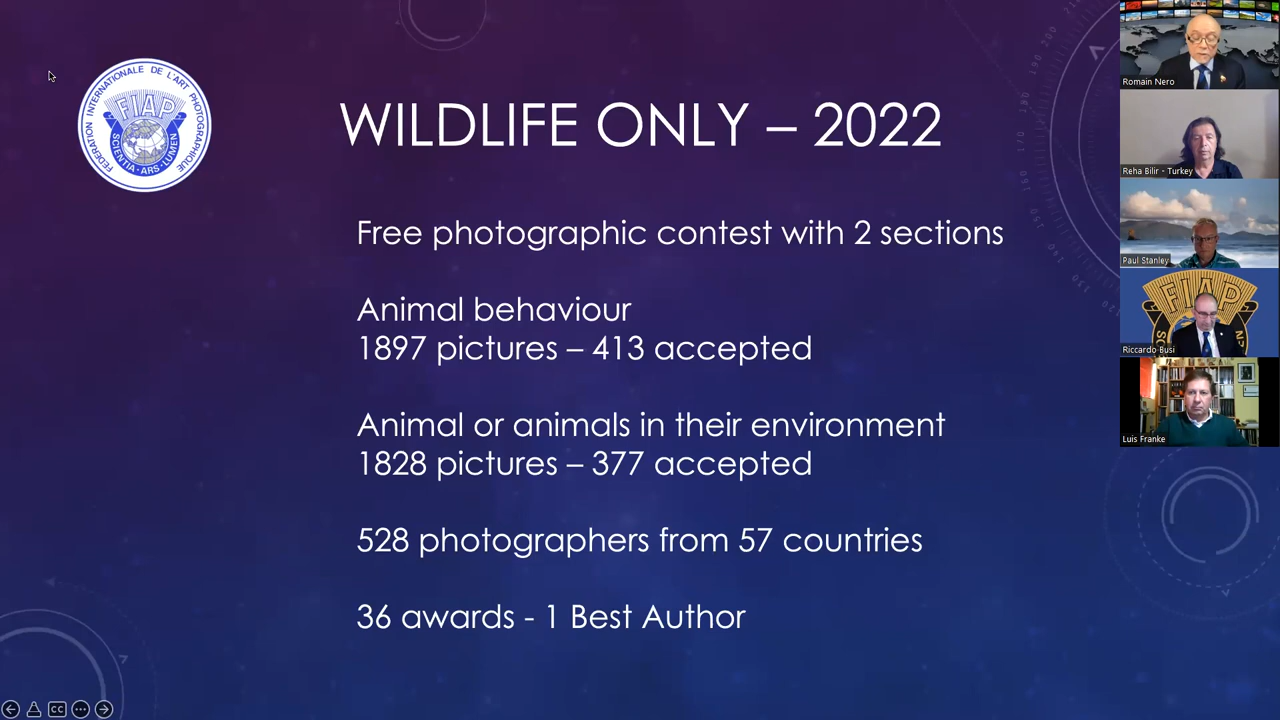 FEDERATION INTERNATIONALE DE L'ART PHOTOGRAPHIQUE
FIAP
SCIENTIA · ARS · LUMEN
WILDLIFE ONLY – 2022
Free photographic contest with 2 sections
Animal behaviour
1897 pictures – 413 accepted
Animal or animals in their environment
1828 pictures – 377 accepted
528 photographers from 57 countries
36 awards - 1 Best Author
Romain Nero
Reha Bilir - Turkey
Paul Stanley
FIAP
Riccardo Busi
Luis Franke
CC